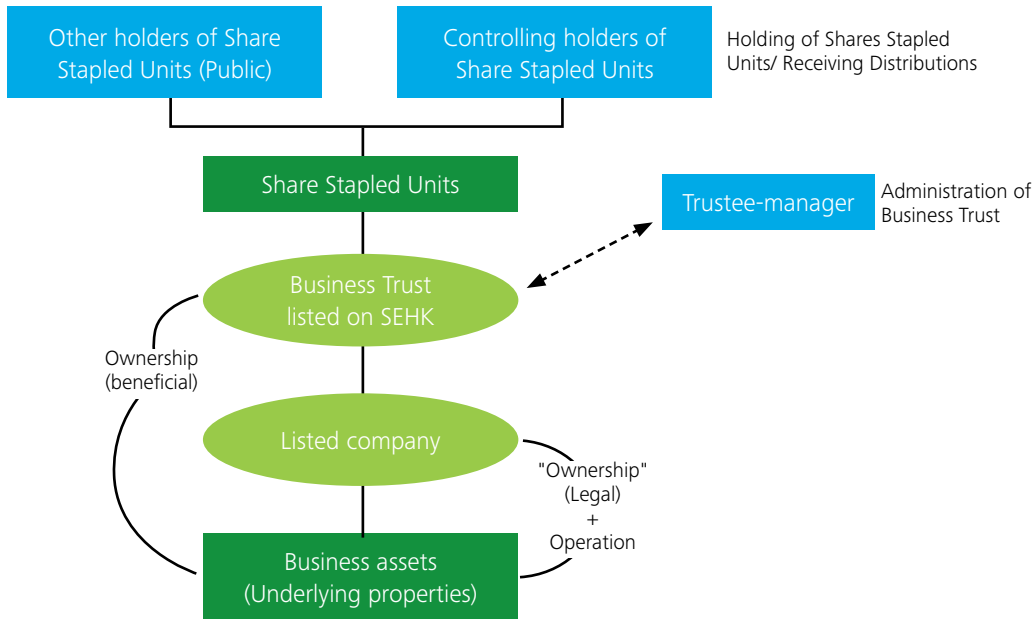 Other holders of Share
Stapled Units (Public)
Controlling holders of
Share Stapled Units
Holding of Shares Stapled
Units/ Receiving Distributions
Share Stapled Units
Trustee-manager
Administration of
Business Trust
Business Trust
listed on SEHK
Ownership
(beneficial)
Listed company
"Ownership"
(Legal)
+
Operation
Business assets
(Underlying properties)